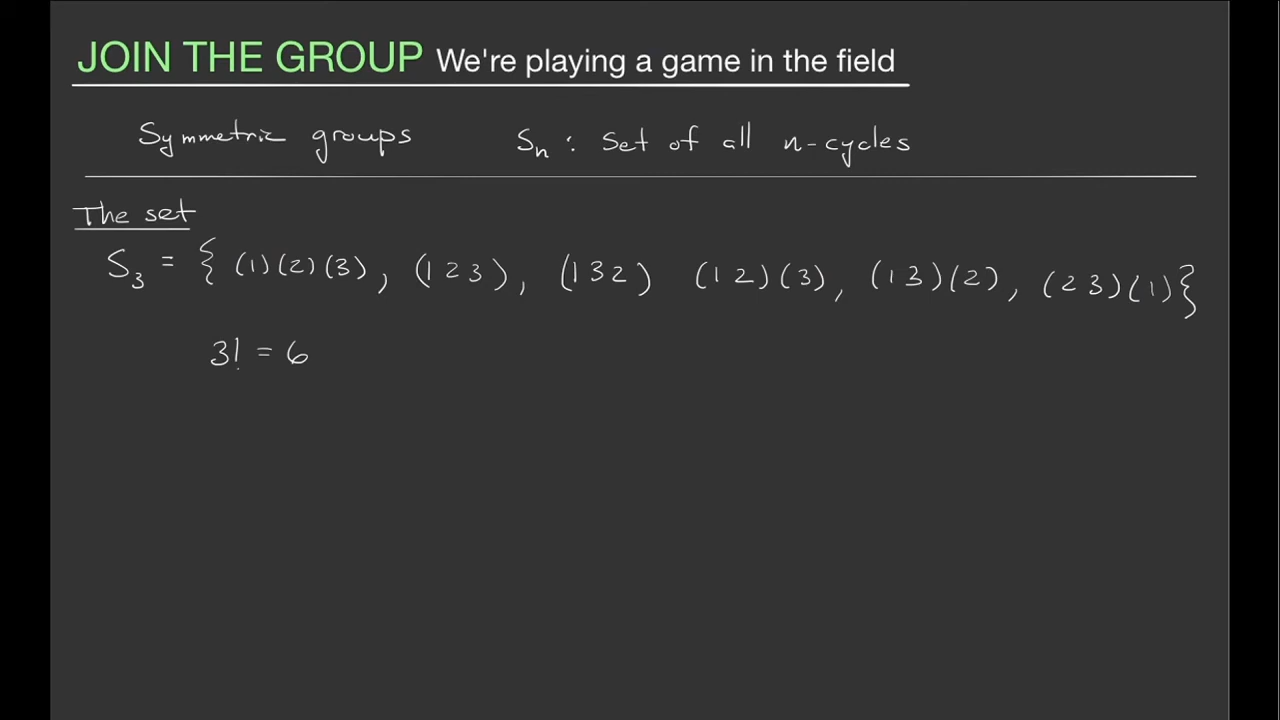 JOIN THE GROUP We're playing a game in the field
Symmetric groups Sn : Set of all n-cycles
The set
S3 = { (1)(2)(3), (1 2 3), (1 3 2) (1 2)(3), (1 3)(2), (2 3)(1) }
3! = 6